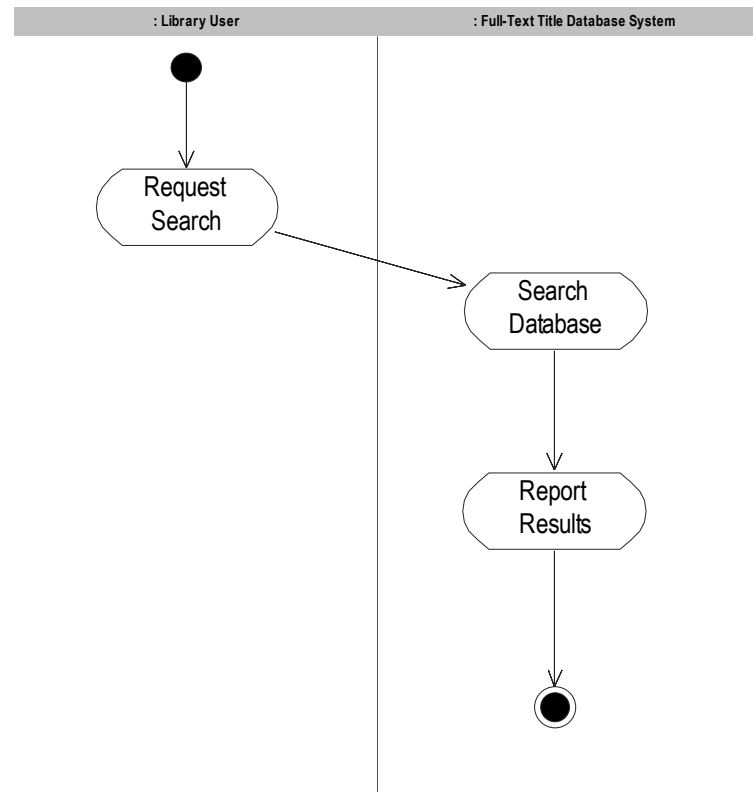 : Library User
: Full-Text Title Database System
Request
Search
Search
Database
Report
Results